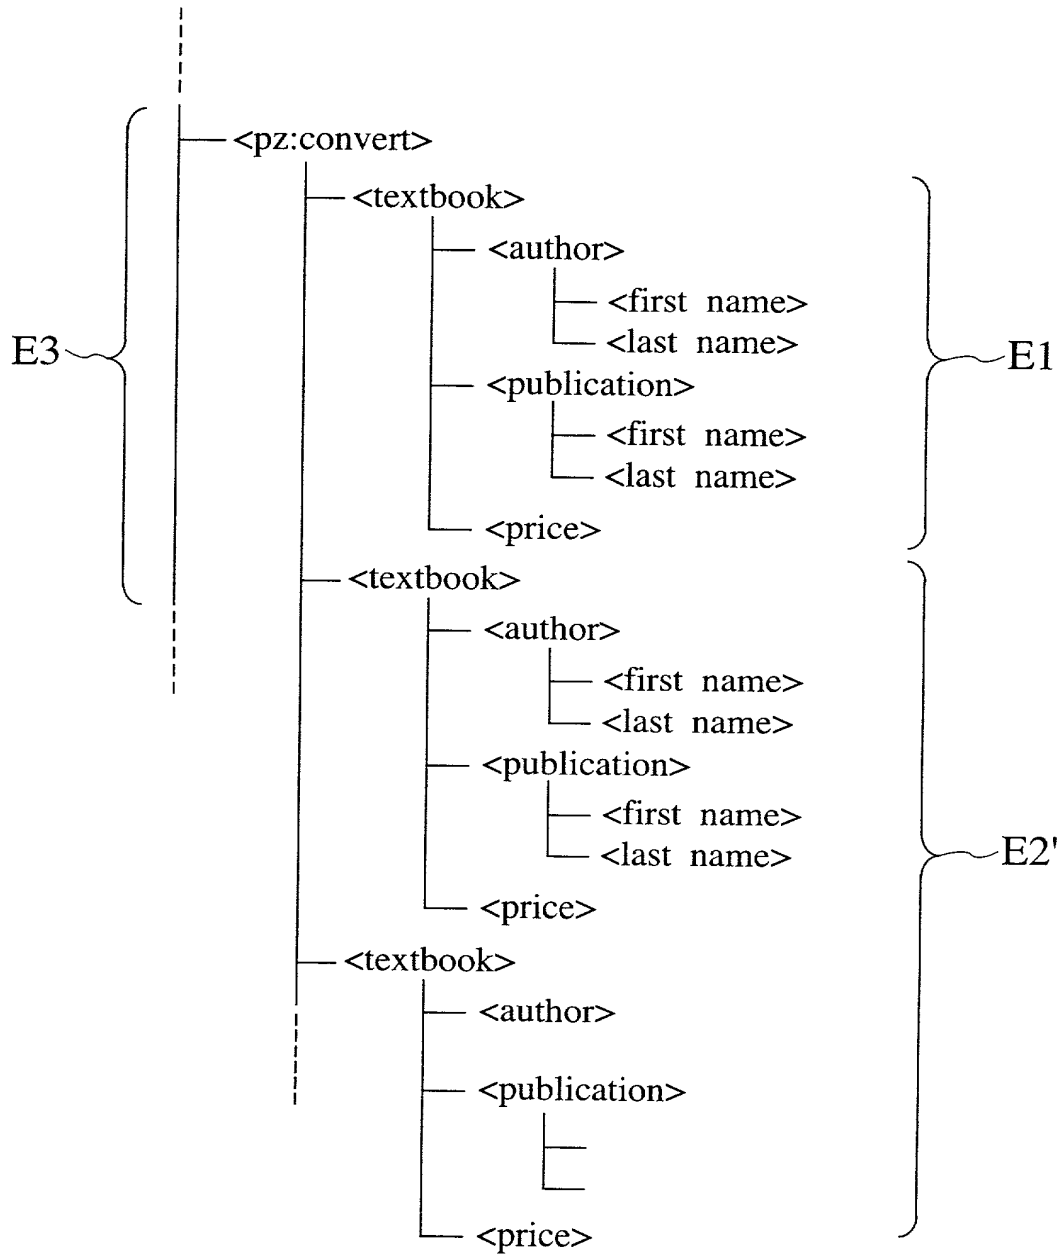 <pz:convert>
<textbook>
<author>
<first name>
E3
<last name>
E1
<publication>
<first name>
<last name>
<price>
<textbook>
<author>
<first name>
<last name>
<publication>
<first name>
<last name>
E2'
<price>
<textbook>
<author>
<publication>
<price>